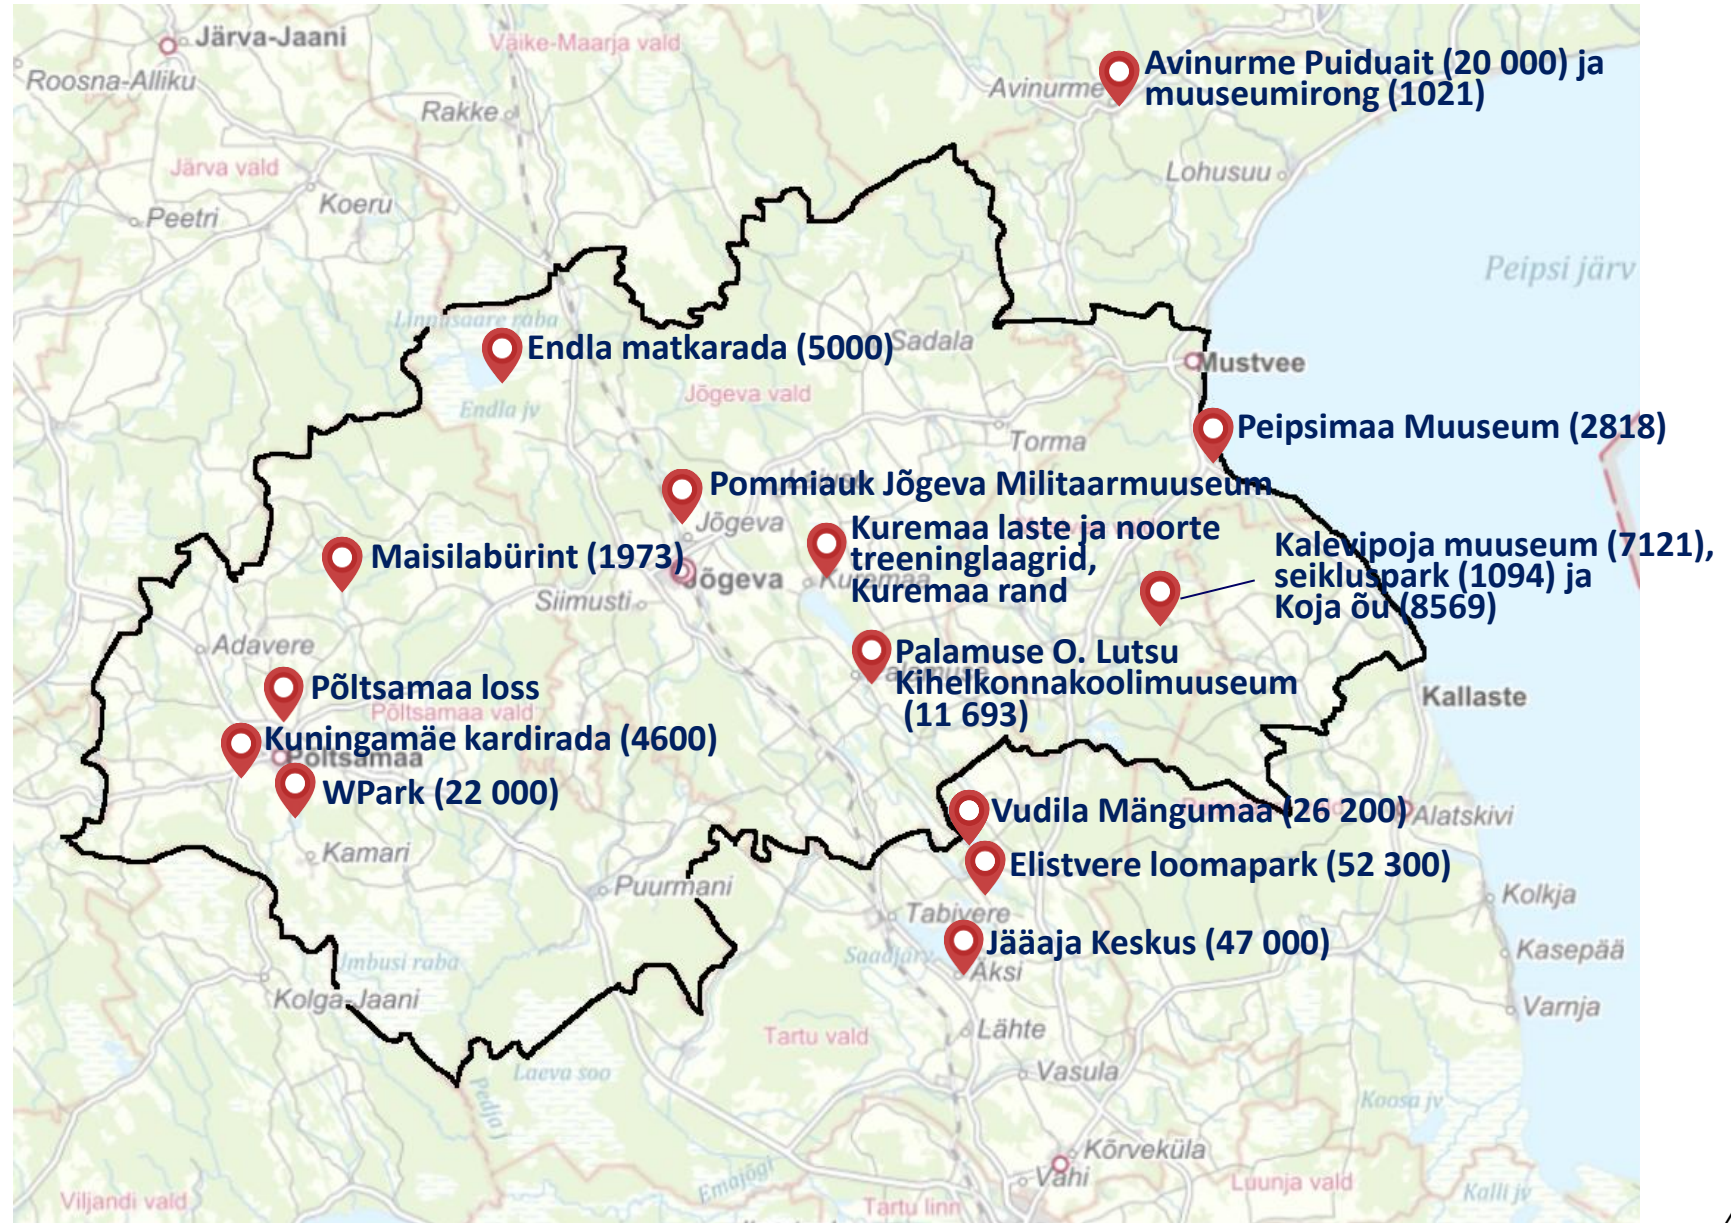 Järva-Jaani
Väike-Maarja vald
Roosna-Alliku
Rakke
Avinurme
Avinurme Puiduait (20 000) ja
muuseumirong (1021)
Järva vald
Lohusuu
Koeru
Peetri
Peipsi järv
Linnusaare raba
Endla matkarada (5000)
Sadala
Mustvee
Jõgeva vald
Endla jv
Peipsimaa Muuseum (2818)
Torma
Pommiauk Jõgeva Militaarmuuseum
Jõgeva
Kuremaa laste ja noorte
treeninglaagrid,
Kuremaa rand
Kuremaa
Kalevipoja muuseum (7121),
seikluspark (1094) ja
Koja õu (8569)
Maisilabürint (1973)
Jõgeva
Siimusti
Adavere
Palamuse O. Lutsu
Kihelkonnakoolimuuseum
(11 693)
Palamuse
Põltsamaa loss
Põltsamaa vald
Kallaste
Kuningamäe kardirada (4600)
Põltsamaa
WPark (22 000)
Vudila Mängumaa (26 200)
Alatskivi
Kamari
Elistvere loomapark (52 300)
Puurmani
Kolkja
Tabivere
Jääaja Keskus (47 000)
Saadjärv
Kasepää
Umbusi raba
Äksi
Kolga-Jaani
Varnja
Tartu vald
Lähte
Laeva soo
Vasula
Pedja j
Koosa jv
Kõrveküla
Vahi
Emajõgi
Luunja vald
Kalli jv
Viljandi vald
Tartu linn